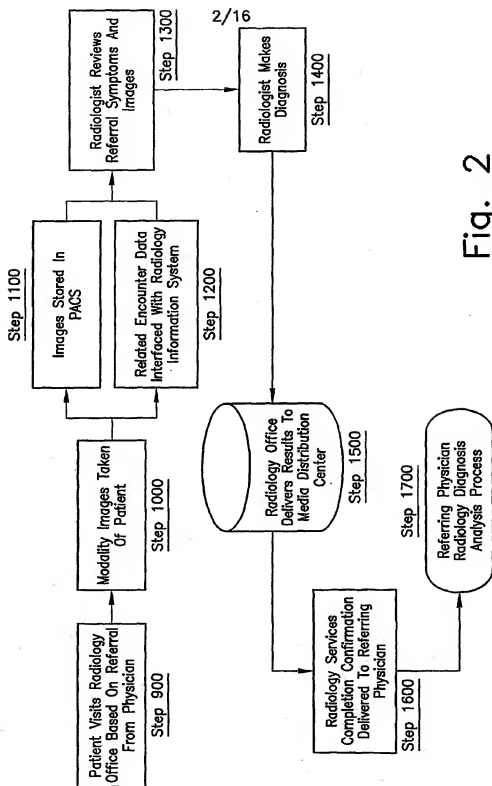 2/16
Patient Visits Radiology
Office Based On Referral
From Physician
Step 900
Modality Images Taken
Of Patient
Step 1000
Step 1100
Images Stored In
PACS
Related Encounter Data
Interfaced With Radiology
Information System
Step 1200
Radiologist Reviews
Referral Symptoms And
Images
Step 1300
Radiologist Makes
Diagnosis
Step 1400
Radiology Office
Delivers Results To
Media Distribution
Center
Step 1500
Radiology Services
Completion Confirmation
Delivered To Referring
Physician
Step 1600
Step 1700
Referring Physician
Radiology Diagnosis
Analysis Process
Fig. 2